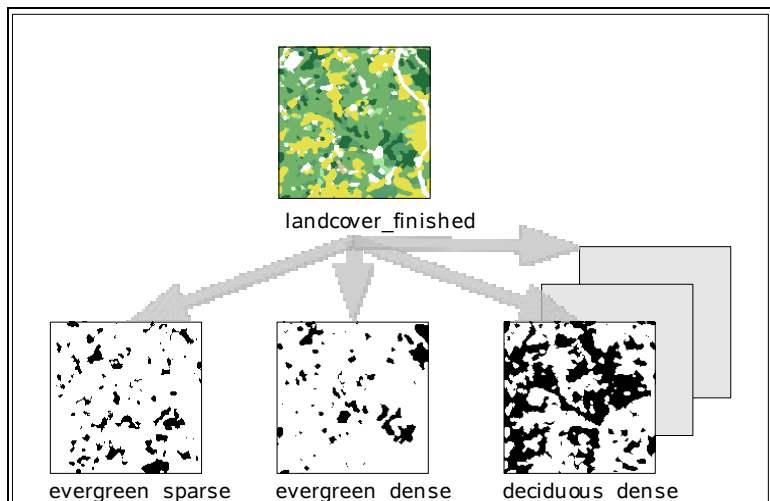 landcover_finished
evergreen sparse
evergreen dense
deciduous dense